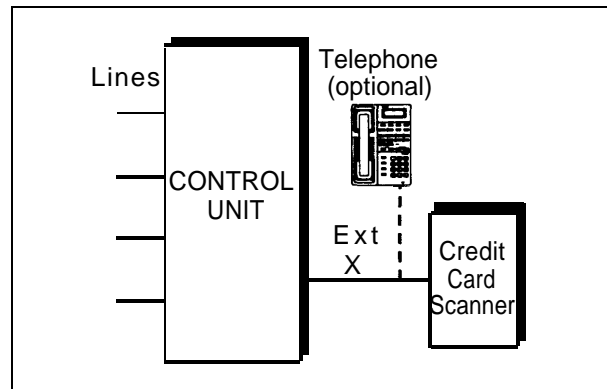 Lines
Telephone
(optional)
CONTROL
UNIT
Ext
X
Credit
Card
Scanner